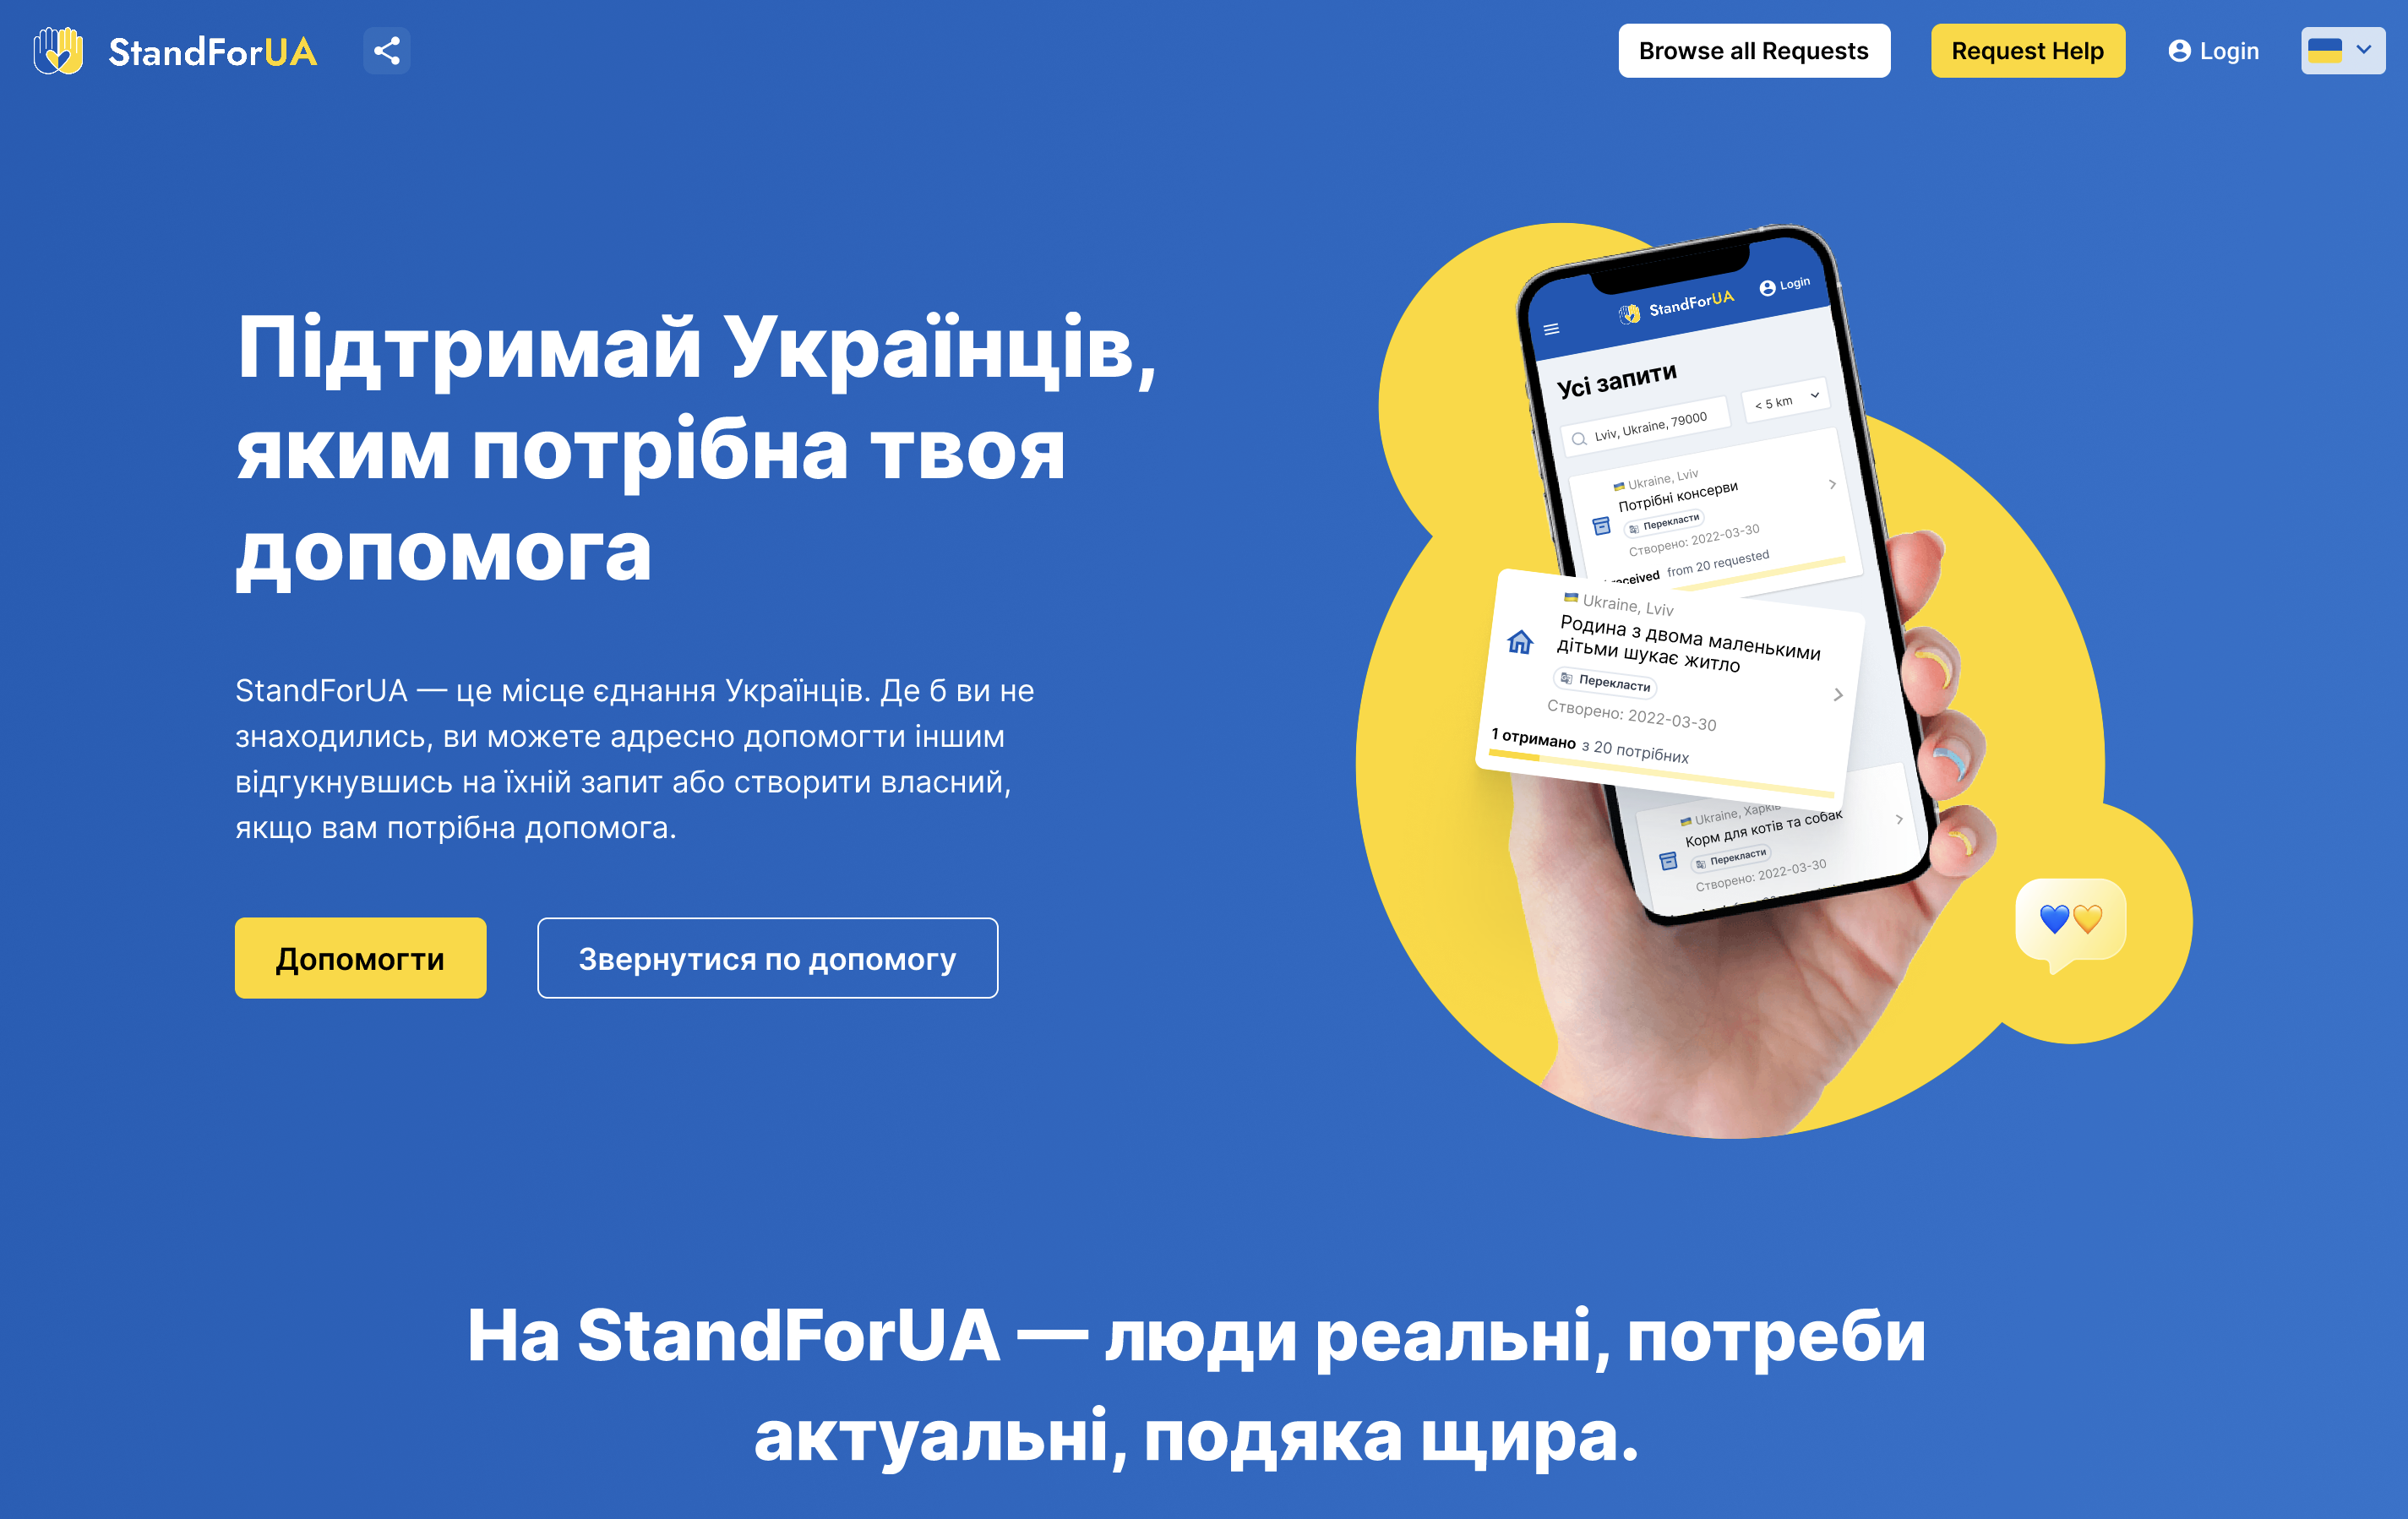 StandForUA
Browse all Requests
Request Help
Login
Підтримай Українців,
яким потрібна твоя
допомога
StandForUA — це місце єднання Українців. Де б ви не
знаходились, ви можете адресно допомогти іншим
відгукнувшись на їхній запит або створити власний,
якщо вам потрібна допомога.
Допомогти
Звернутися по допомогу
StandForUA
Login
Усі запити
Lviv, Ukraine, 79000
< 5 km
Ukraine, Lviv
Потрібні консерви
Перекласти
Створено: 2022-03-30
from 20 requested
Ukraine, Lviv
Родина з двома маленькими
дітьми шукає житло
Перекласти
Створено: 2022-03-30
1 отримано з 20 потрібних
Ukraine, Харків
Корм для котів та собак
Перекласти
Створено: 2022-03-30
На StandForUA — люди реальні, потреби
актуальні, подяка щира.